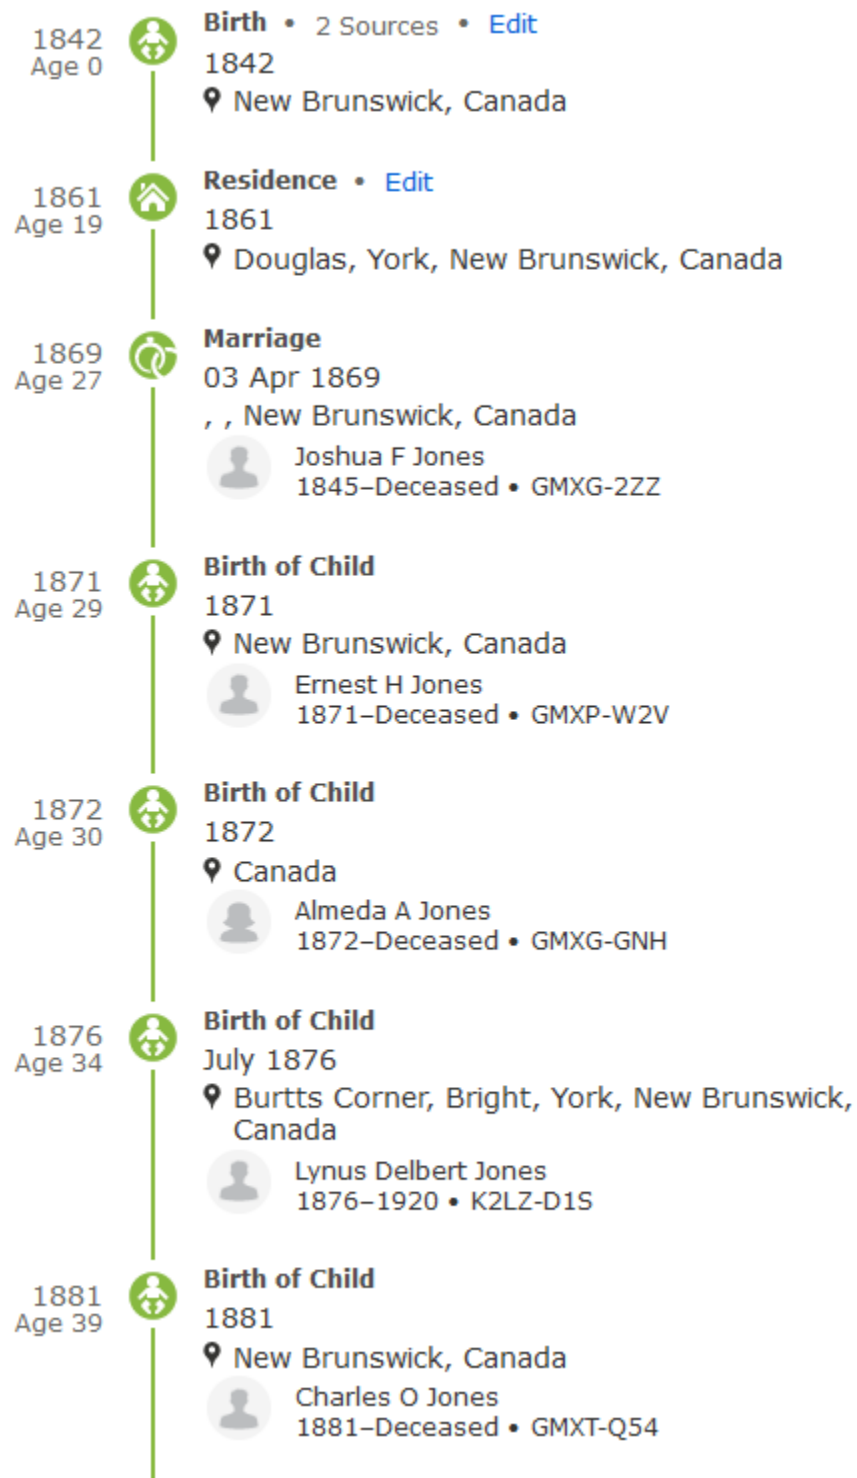 1842
Age 0
Birth • 2 Sources • Edit
1842
New Brunswick, Canada
1861
Age 19
Residence • Edit
1861
Douglas, York, New Brunswick, Canada
1869
Age 27
Marriage
03 Apr 1869
, , New Brunswick, Canada
Joshua F Jones
1845–Deceased • GMXG-2ZZ
1871
Age 29
Birth of Child
1871
New Brunswick, Canada
Ernest H Jones
1871–Deceased • GMXP-W2V
1872
Age 30
Birth of Child
1872
Canada
Almeda A Jones
1872–Deceased • GMXG-GNH
1876
Age 34
Birth of Child
July 1876
Burtts Corner, Bright, York, New Brunswick,
Canada
Lynus Delbert Jones
1876–1920 • K2LZ-D1S
1881
Age 39
Birth of Child
1881
New Brunswick, Canada
Charles O Jones
1881–Deceased • GMXT-Q54